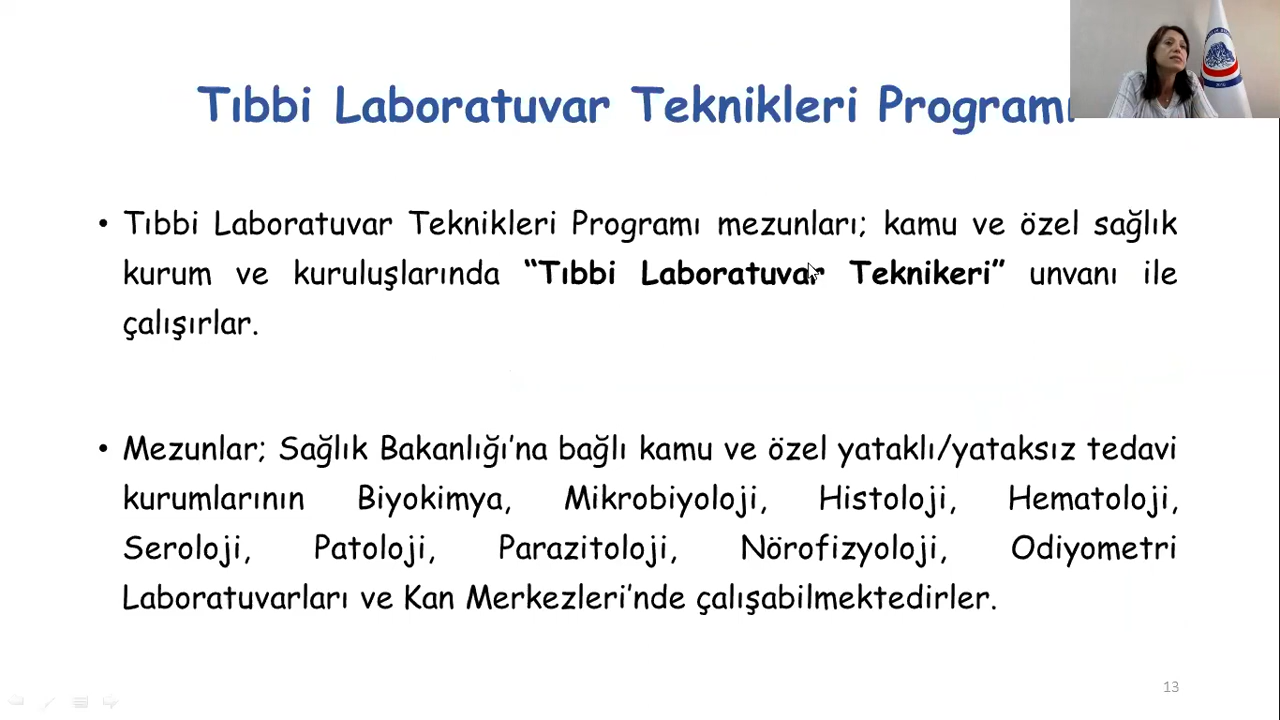 Tıbbi Laboratuvar Teknikleri Programı
• Tıbbi Laboratuvar Teknikleri Programı mezunları; kamu ve özel sağlık
kurum ve kuruluşlarında “Tıbbi Laboratuvar Teknikeri” unvanı ile
çalışırlar.
• Mezunlar; Sağlık Bakanlığı’na bağlı kamu ve özel yataklı/yataksız tedavi
kurumlarının Biyokimya, Mikrobiyoloji, Histoloji, Hematoloji,
Seroloji, Patoloji, Parazitoloji, Nörofizyoloji, Odiyometri
Laboratuvarları ve Kan Merkezleri’nde çalışabilmektedirler.
13